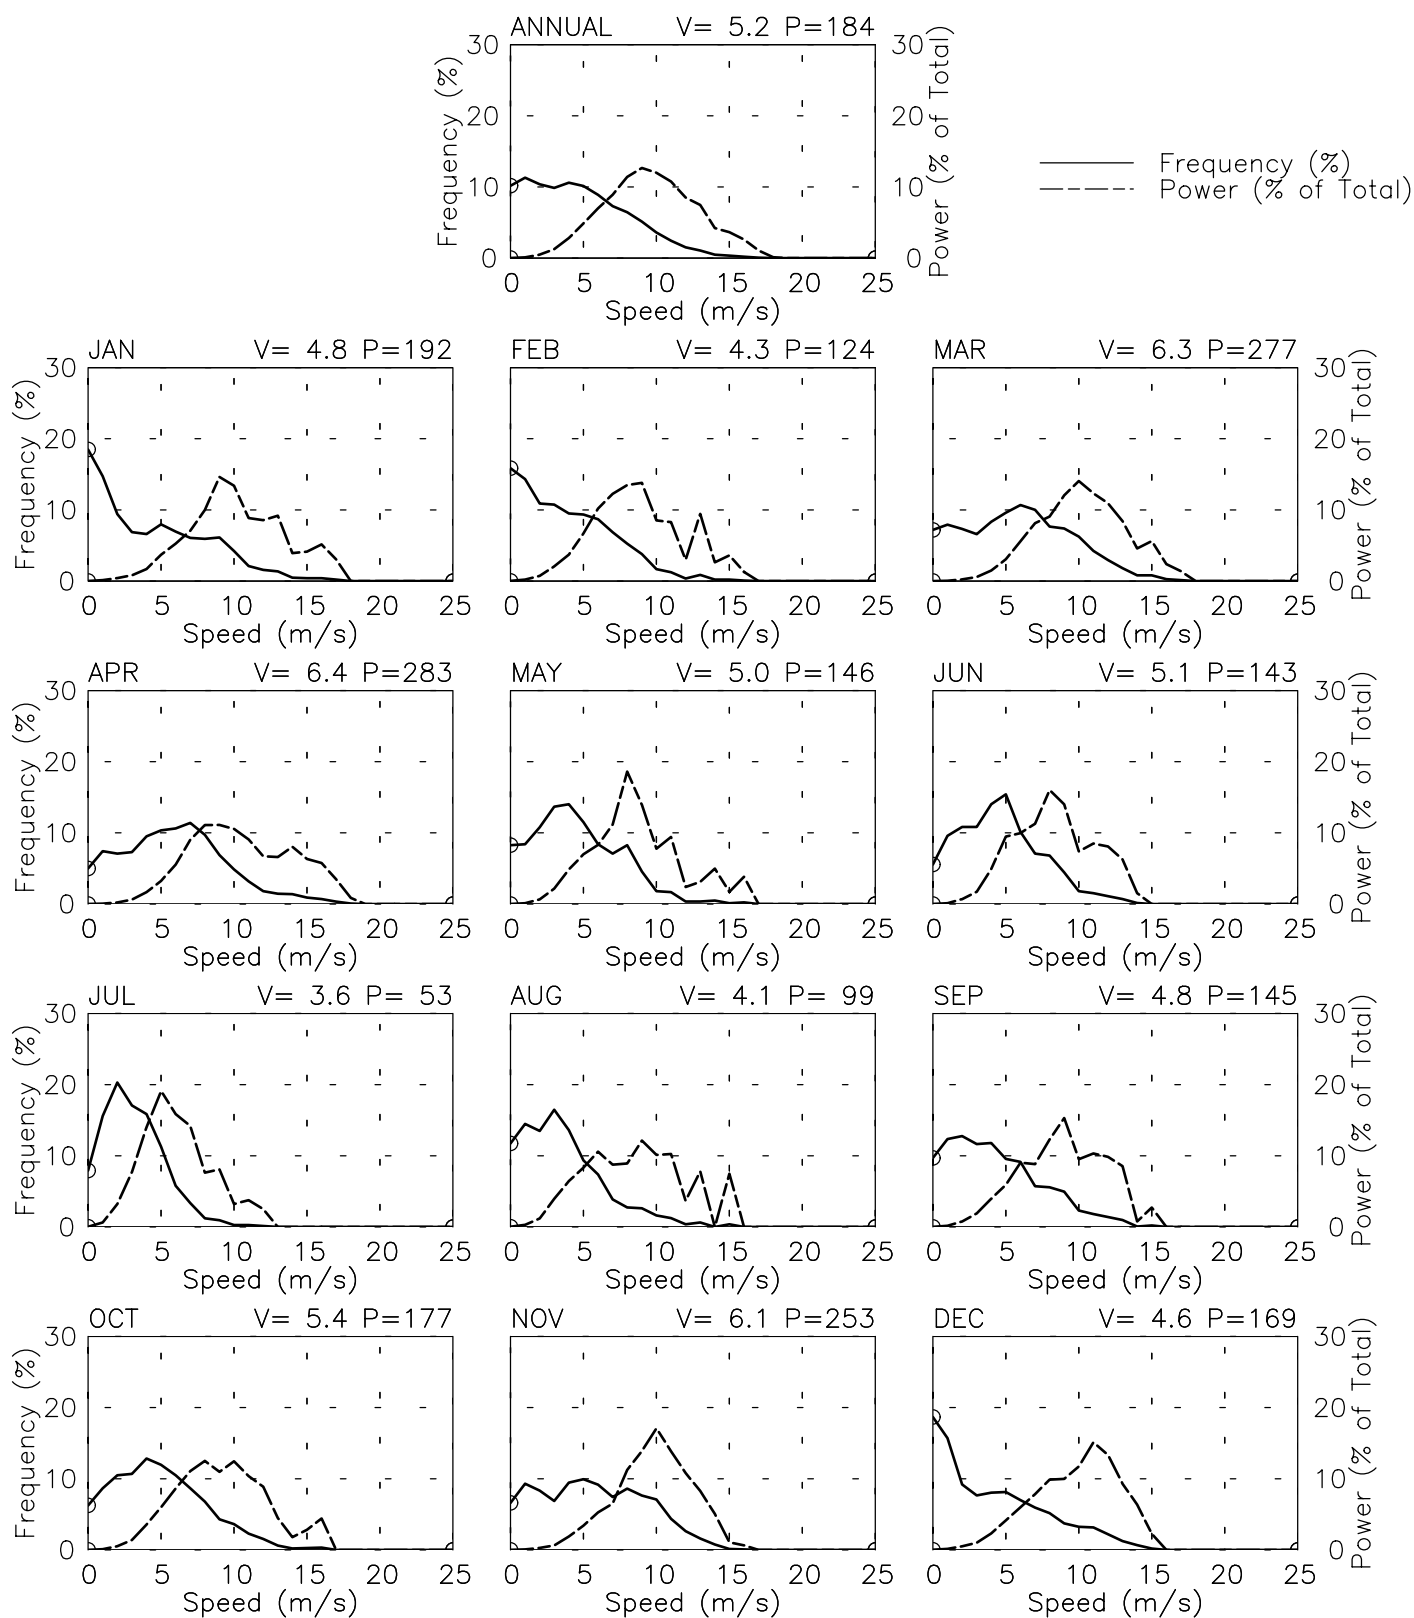 ANNUAL V= 5.2 P=184
30 30
20 20
10 10
0 0
Frequency (%)
Power (% of Total)
0 5 10 15 20 25
Speed (m/s)
Frequency (%)
Power (% of Total)
JAN V= 4.8 P=192
FEB V= 4.3 P=124
MAR V= 6.3 P=277
30 30
20 20
10 10
0 0
Frequency (%)
Power (% of Total)
0 5 10 15 20 25
0 5 10 15 20 25
0 5 10 15 20 25
Speed (m/s)
Speed (m/s)
Speed (m/s)
APR V= 6.4 P=283
MAY V= 5.0 P=146
JUN V= 5.1 P=143
30 30
20 20
10 10
0 0
Frequency (%)
Power (% of Total)
0 5 10 15 20 25
0 5 10 15 20 25
0 5 10 15 20 25
Speed (m/s)
Speed (m/s)
Speed (m/s)
JUL V= 3.6 P= 53
AUG V= 4.1 P= 99
SEP V= 4.8 P=145
30 30
20 20
10 10
0 0
Frequency (%)
Power (% of Total)
0 5 10 15 20 25
0 5 10 15 20 25
0 5 10 15 20 25
Speed (m/s)
Speed (m/s)
Speed (m/s)
OCT V= 5.4 P=177
NOV V= 6.1 P=253
DEC V= 4.6 P=169
30 30
20 20
10 10
0 0
Frequency (%)
Power (% of Total)
0 5 10 15 20 25
0 5 10 15 20 25
0 5 10 15 20 25
Speed (m/s)
Speed (m/s)
Speed (m/s)